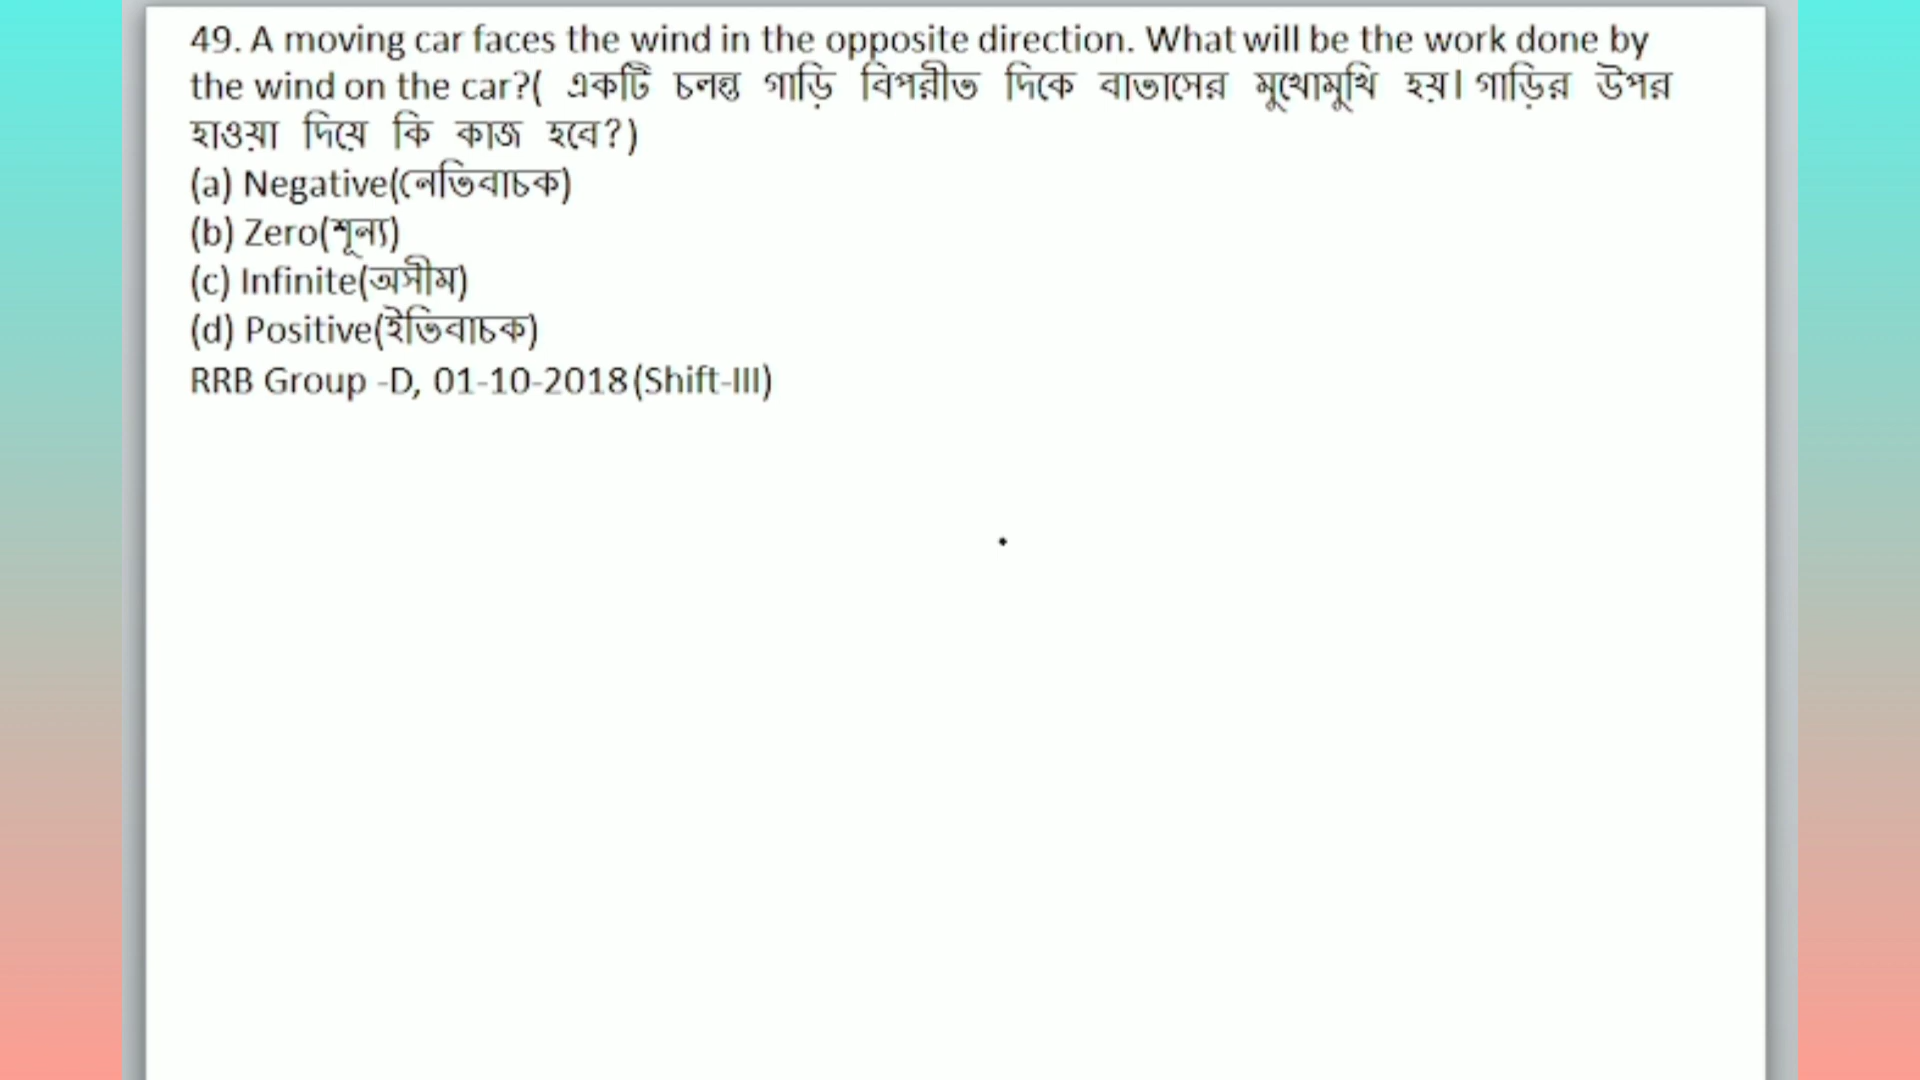 49. A moving car faces the wind in the opposite direction. What will be the work done by
the wind on the car?( একটি চলন্ত গাড়ি বিপরীত দিকে বাতাসের মুখোমুখি হয়। গাড়ির উপর
হাওয়া দিয়ে কি কাজ হবে?)
(a) Negative(নেতিবাচক)
(b) Zero(শূন্য)
(c) Infinite(অসীম)
(d) Positive(ইতিবাচক)
RRB Group -D, 01-10-2018(Shift-III)